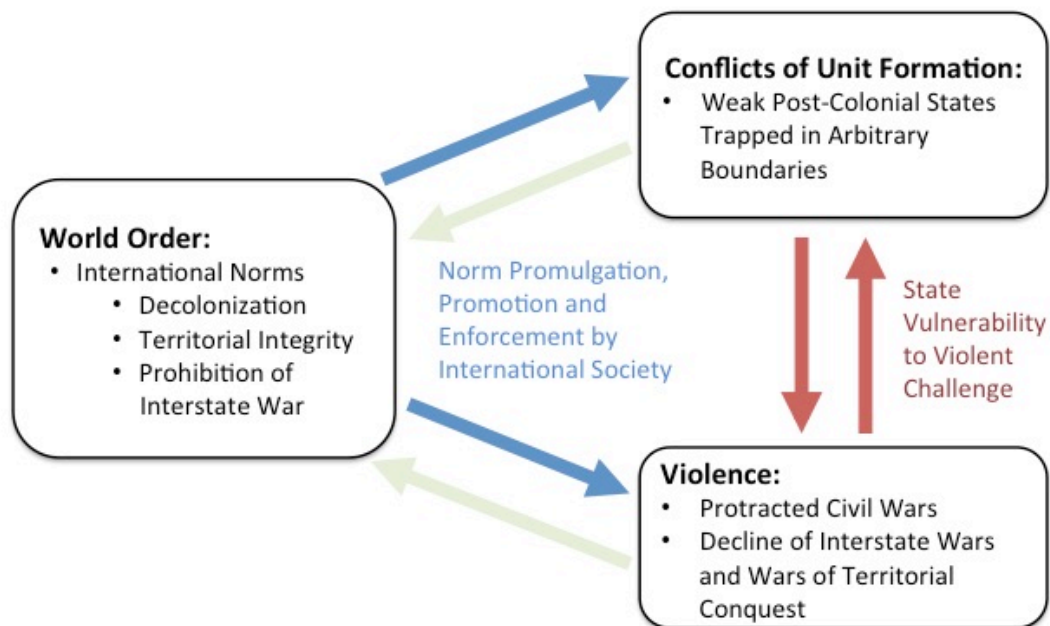 Conflicts of Unit Formation:
• Weak Post-Colonial States
Trapped in Arbitrary
Boundaries
World Order:
• International Norms
• Decolonization
• Territorial Integrity
• Prohibition of
Interstate War
Norm Promulgation,
Promotion and
Enforcement by
International Society
State
Vulnerability
to Violent
Challenge
Violence:
• Protracted Civil Wars
• Decline of Interstate Wars
and Wars of Territorial
Conquest